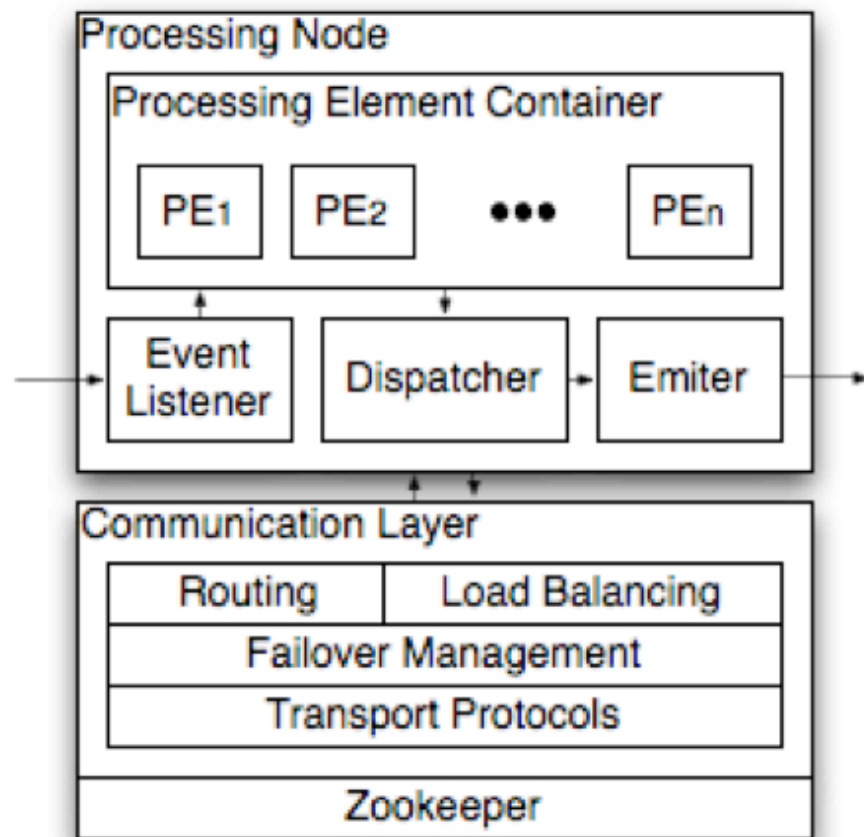 Processing Node
Processing Element Container
PE1
PE2
•••
PEn
Event
Listener
Dispatcher
Emiter
Communication Layer
Routing
Load Balancing
Failover Management
Transport Protocols
Zookeeper